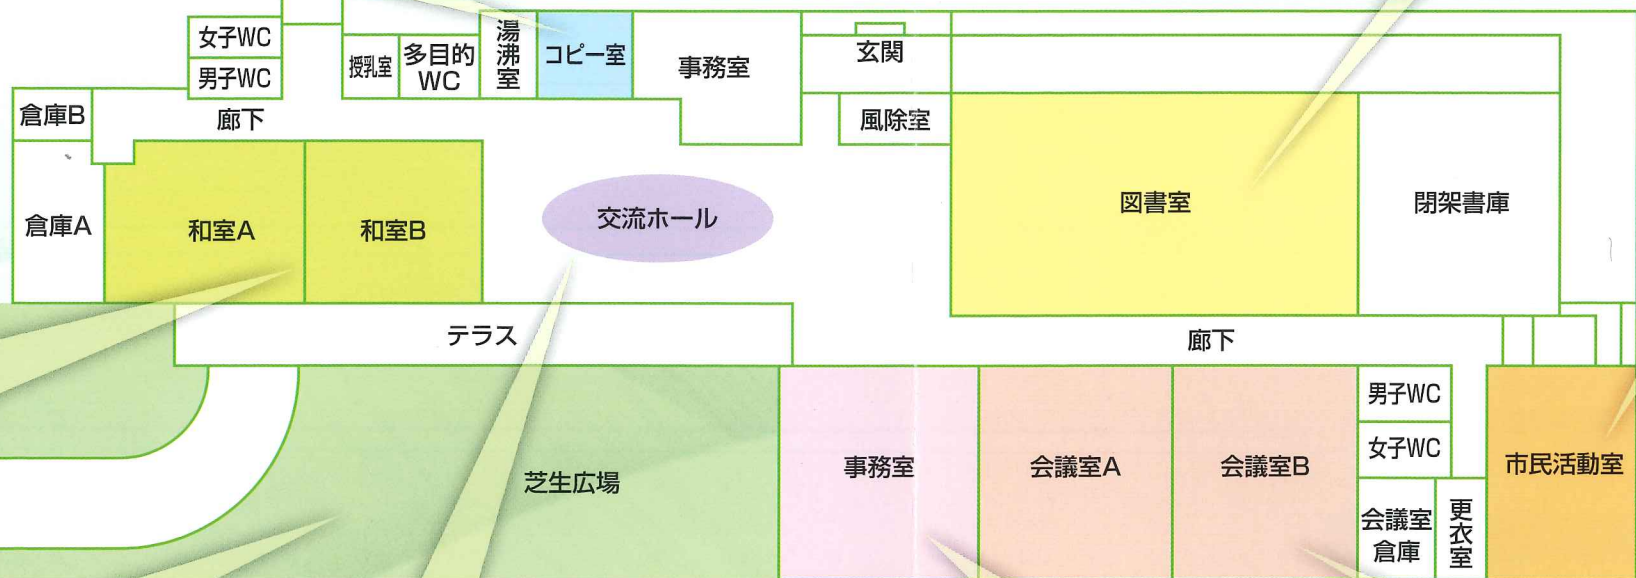 女子WC
男子WC
授乳室
多目的
WC
湯沸室
コピー室
事務室
玄関
風除室
倉庫B
廊下
倉庫A
和室A
和室B
交流ホール
図書室
閉架書庫
テラス
廊下
芝生広場
事務室
会議室A
会議室B
男子WC
女子WC
会議室
倉庫
更衣室
市民活動室